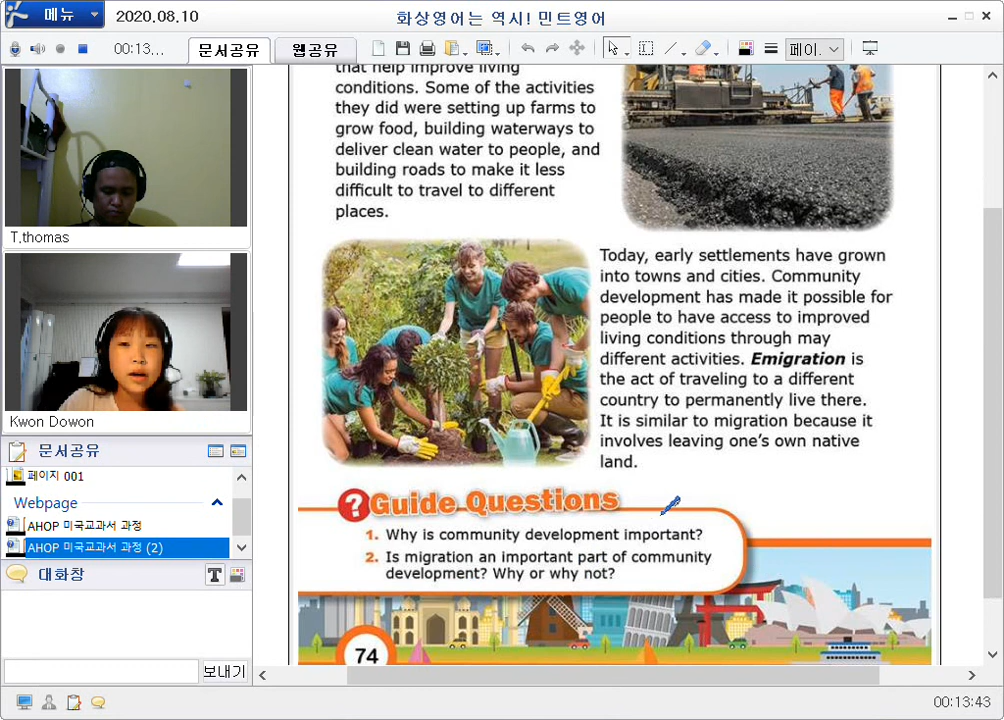 메뉴
2020.08.10
화상영어는 역시! 민트영어
00:13...
문서공유
웹공유
페이.
T.thomas
Kwon Dowon
문서공유
페이지 001
Webpage
AHOP 미국교과서 과정
AHOP 미국교과서 과정 (2)
대화창
보내기
that help improve living
conditions. Some of the activities
they did were setting up farms to
grow food, building waterways to
deliver clean water to people, and
building roads to make it less
difficult to travel to different
places.
Today, early settlements have grown
into towns and cities. Community
development has made it possible for
people to have access to improved
living conditions through may
different activities. Emigration is
the act of traveling to a different
country to permanently live there.
It is similar to migration because it
involves leaving one's own native
land.
? Guide Questions
1. Why is community development important?
2. Is migration an important part of community
development? Why or why not?
74
00:13:43